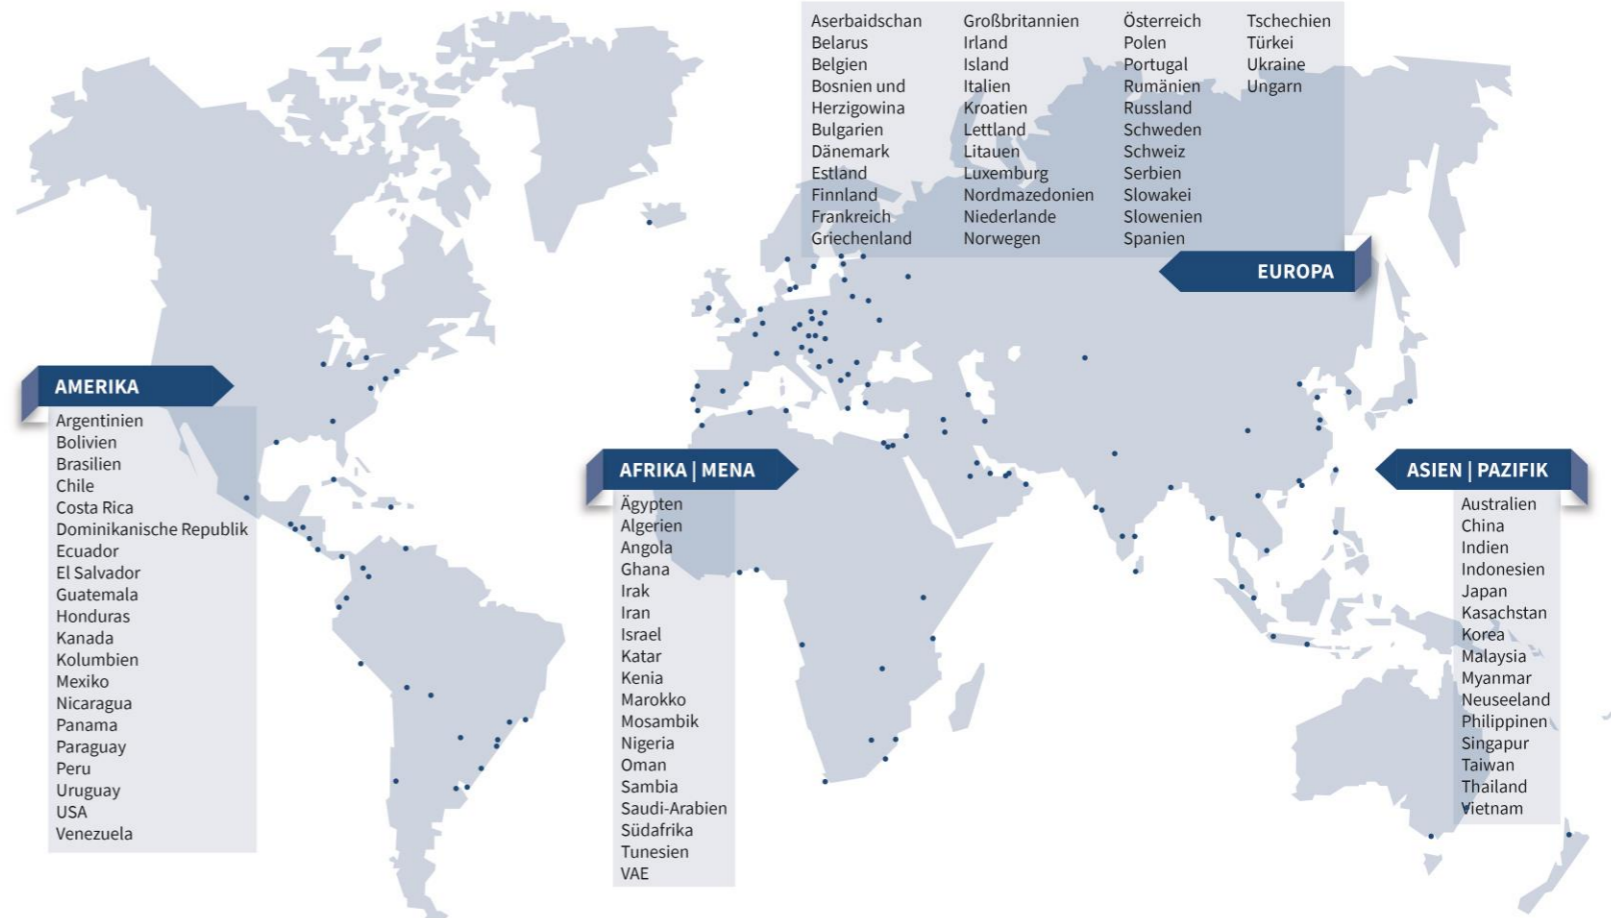 Aserbaidschan
Belarus
Belgien
Bosnien und
Herzigowina
Bulgarien
Dänemark
Estland
Finnland
Frankreich
Griechenland
Großbritannien
Irland
Island
Italien
Kroatien
Lettland
Litauen
Luxemburg
Nordmazedonien
Niederlande
Norwegen
Österreich
Polen
Portugal
Rumänien
Russland
Schweden
Schweiz
Serbien
Slowakei
Slowenien
Spanien
Tschechien
Türkei
Ukraine
Ungarn
EUROPA
AMERIKA
Argentinien
Bolivien
Brasilien
Chile
Costa Rica
Dominikanische Republik
Ecuador
El Salvador
Guatemala
Honduras
Kanada
Kolumbien
Mexiko
Nicaragua
Panama
Paraguay
Peru
Uruguay
USA
Venezuela
AFRIKA | MENA
Ägypten
Algerien
Angola
Ghana
Irak
Iran
Israel
Katar
Kenia
Marokko
Mosambik
Nigeria
Oman
Sambia
Saudi-Arabien
Südafrika
Tunesien
VAE
ASIEN | PAZIFIK
Australien
China
Indien
Indonesien
Japan
Kasachstan
Korea
Malaysia
Myanmar
Neuseeland
Philippinen
Singapur
Taiwan
Thailand
Vietnam